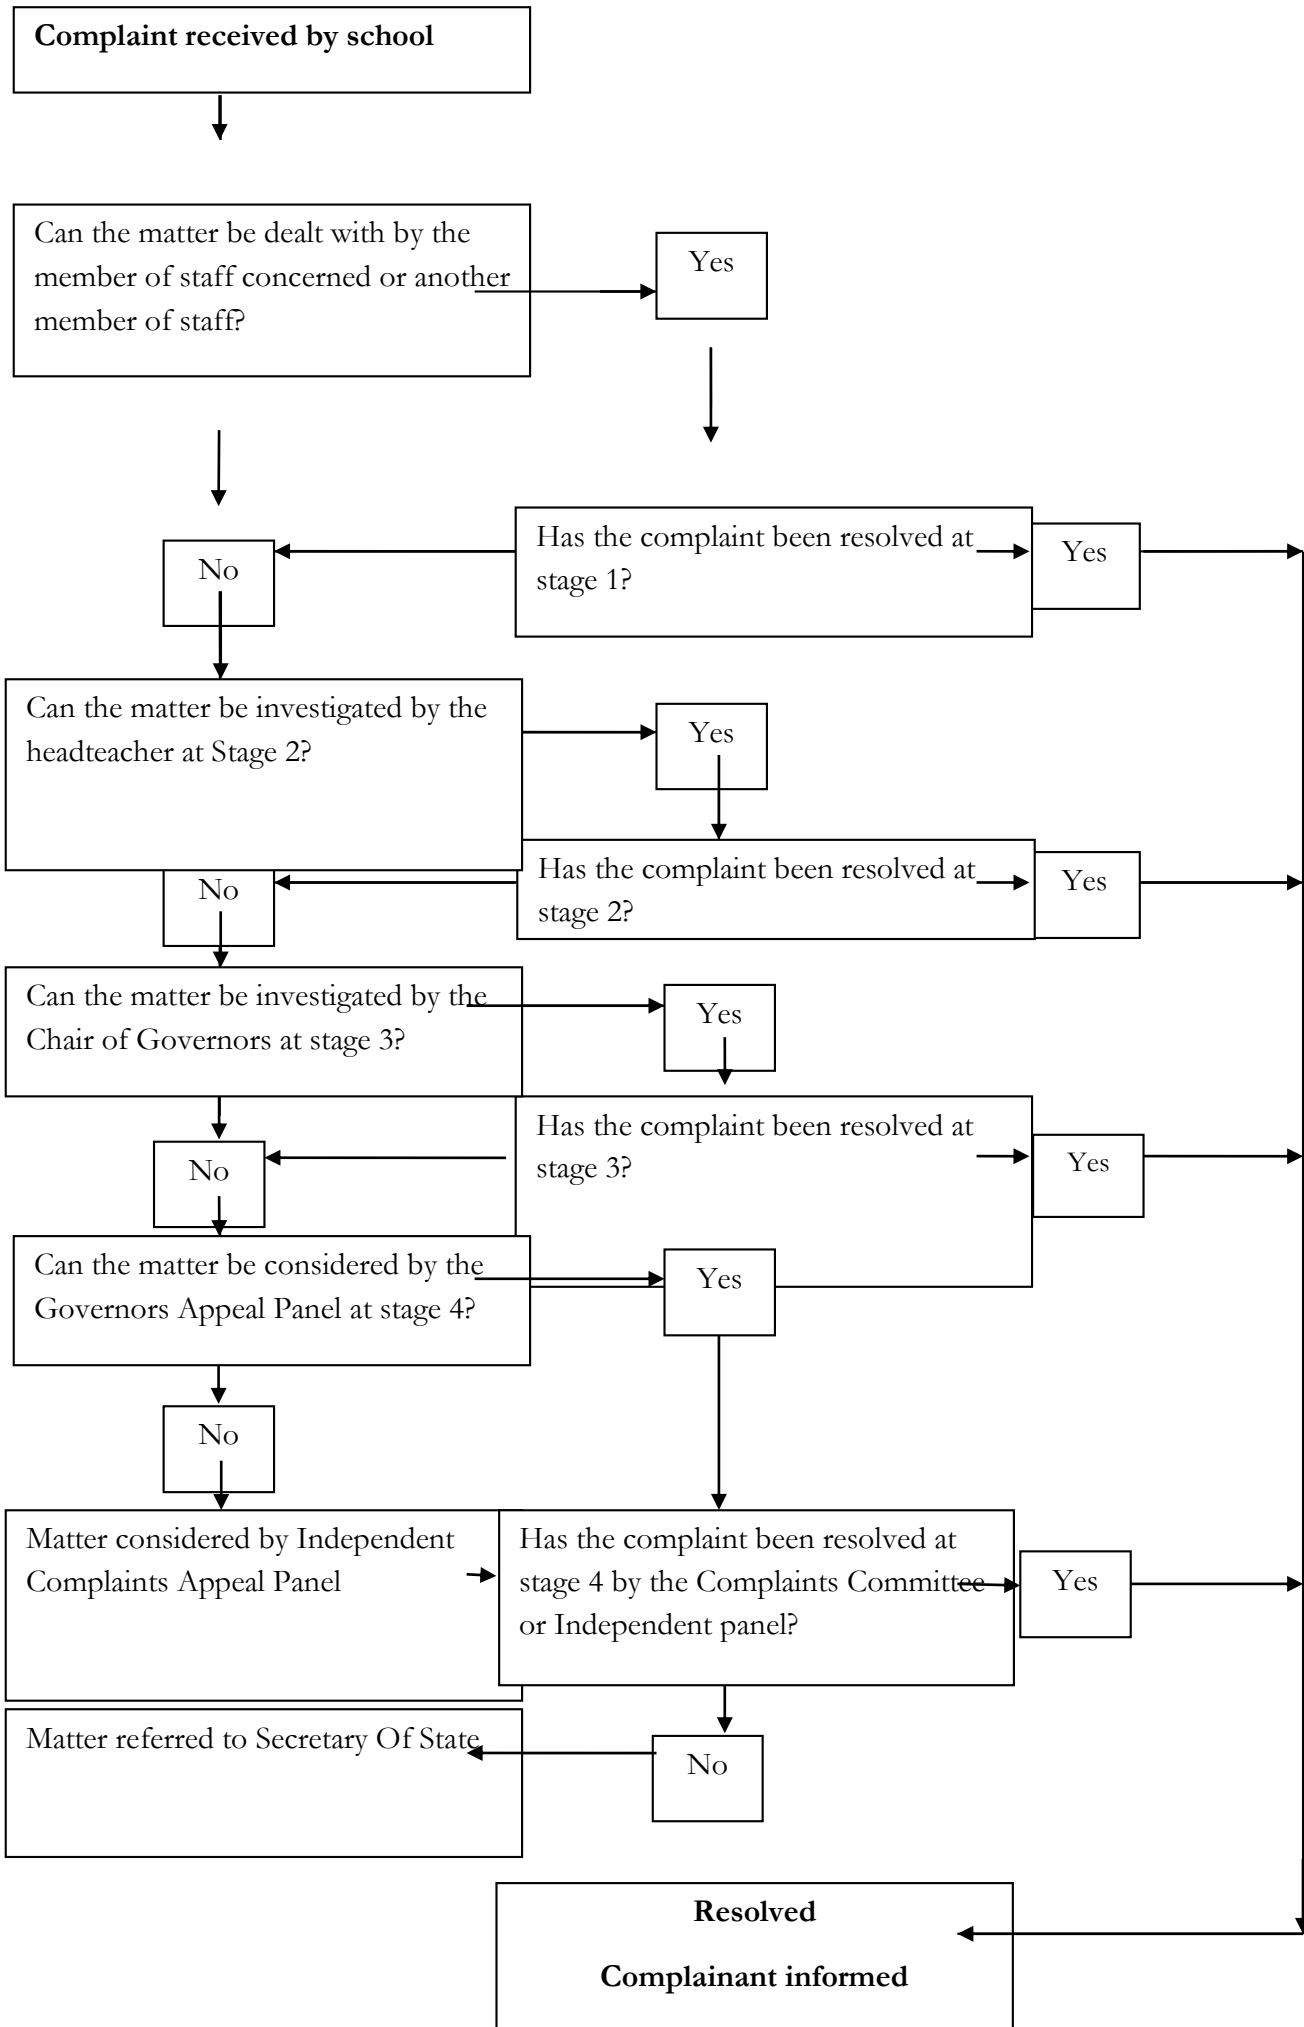 Complaint received by school
Can the matter be dealt with by the
member of staff concerned or another
member of staff?
Yes
Has the complaint been resolved at
stage 1?
Yes
No
Can the matter be investigated by the
headteacher at Stage 2?
Yes
Has the complaint been resolved at
stage 2?
Yes
No
Can the matter be investigated by the
Chair of Governors at stage 3?
Yes
Has the complaint been resolved at
stage 3?
Yes
No
Can the matter be considered by the
Governors Appeal Panel at stage 4?
Yes
No
Matter considered by Independent
Complaints Appeal Panel
Has the complaint been resolved at
stage 4 by the Complaints Committee
or Independent panel?
Yes
Matter referred to Secretary Of State
No
Resolved
Complainant informed